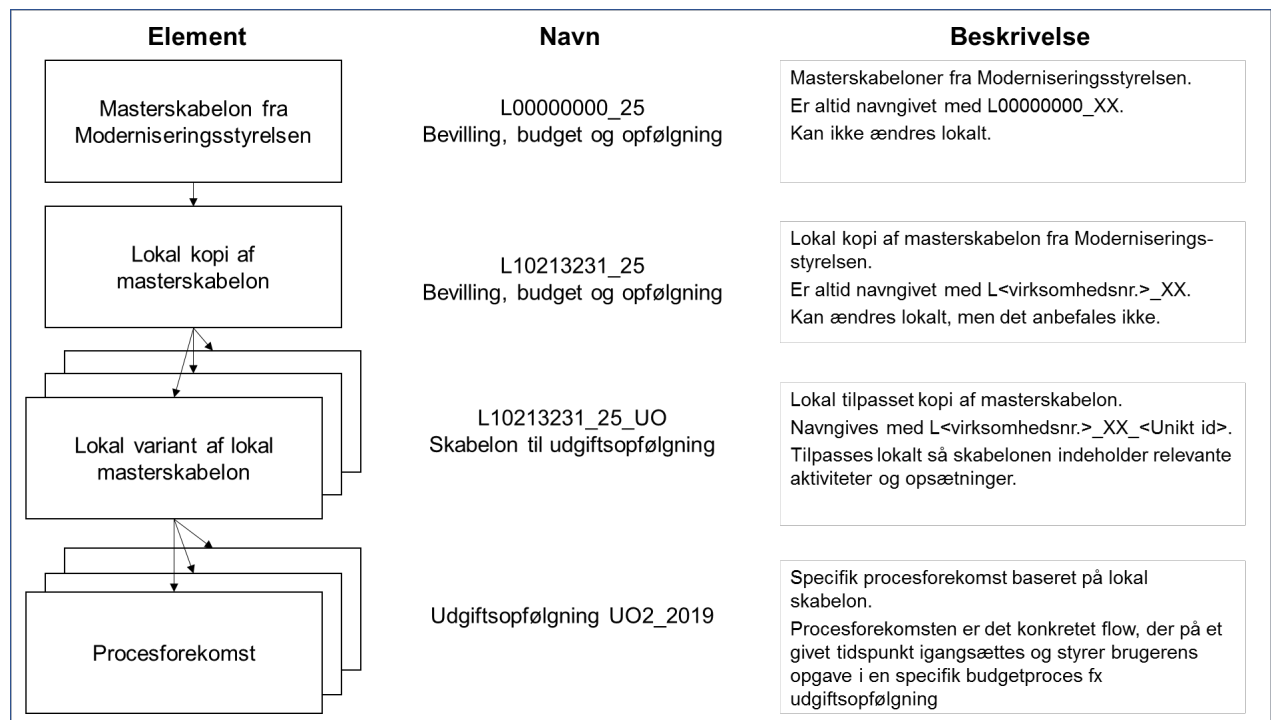 Element
Navn
Beskrivelse
Masterskabelon fra
Moderniseringsstyrelsen
L00000000_25
Bevilling, budget og opfølgning
Masterskabeloner fra Moderniseringsstyrelsen.
Er altid navngivet med L00000000_XX.
Kan ikke ændres lokalt.
Lokal kopi af
masterskabelon
L10213231_25
Bevilling, budget og opfølgning
Lokal kopi af masterskabelon fra Moderniserings-
styrelsen.
Er altid navngivet med L<virksomhedsnr.>_XX.
Kan ændres lokalt, men det anbefales ikke.
Lokal variant af lokal
masterskabelon
L10213231_25_UO
Skabelon til udgiftsopfølgning
Lokal tilpasset kopi af masterskabelon.
Navngives med L<virksomhedsnr.>_XX_<Unikt id>.
Tilpasses lokalt så skabelonen indeholder relevante
aktiviteter og opsætninger.
Procesforekomst
Udgiftsopfølgning UO2_2019
Specifik procesforekomst baseret på lokal
skabelon.
Procesforekomsten er det konkretet flow, der på et
givet tidspunkt igangsættes og styrer brugerens
opgave i en specifik budgetproces fx
udgiftsopfølgning